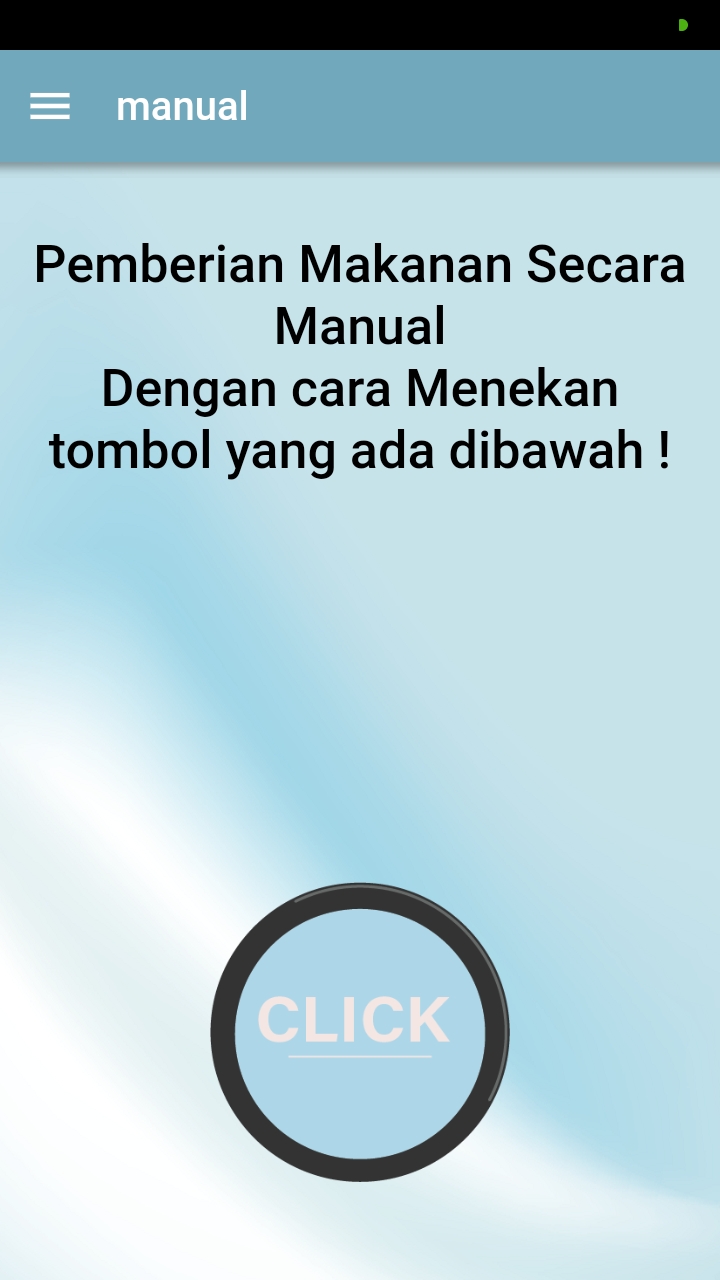 manual
Pemberian Makanan Secara
Manual
Dengan cara Menekan
tombol yang ada dibawah !
CLICK